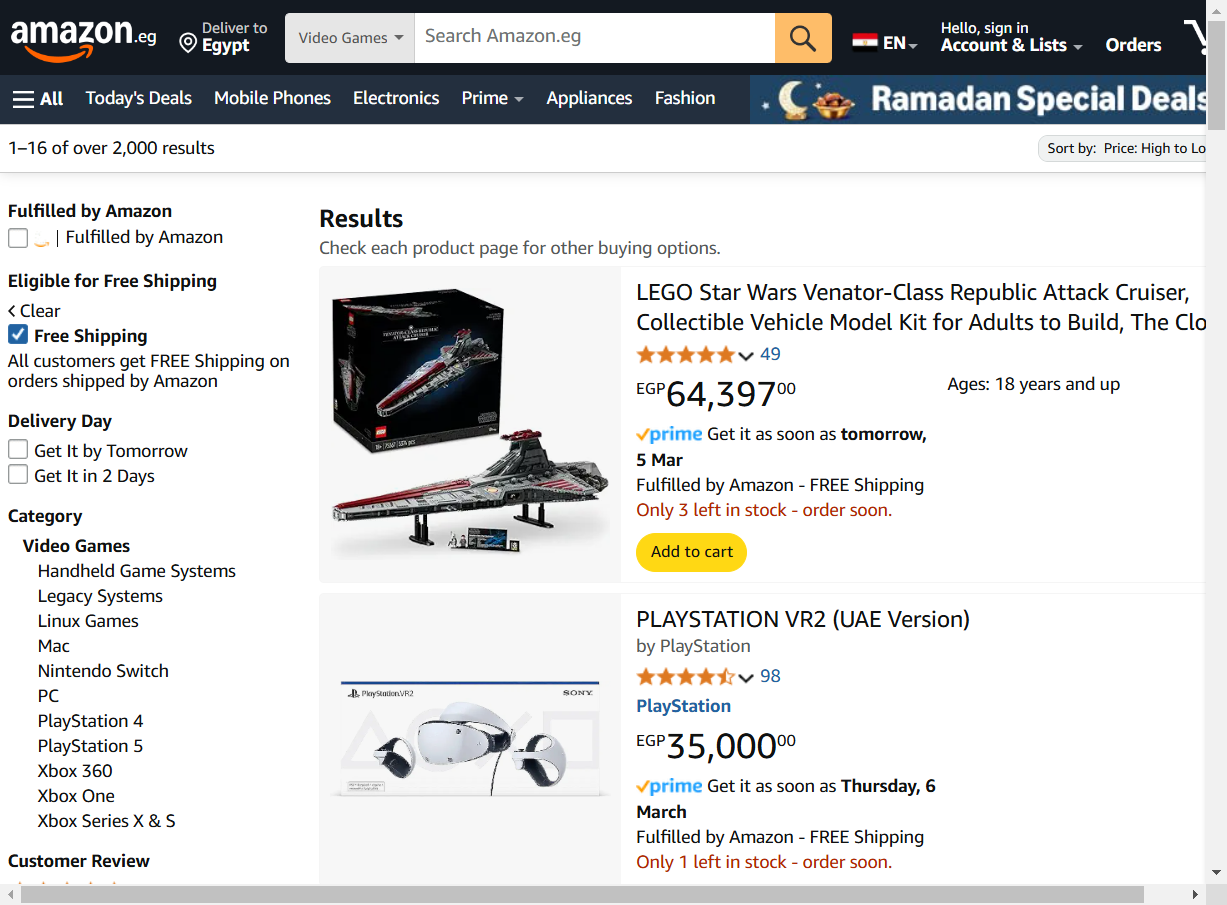 amazon.eg
Deliver to
Egypt
Video Games
Search Amazon.eg
EN
Hello, sign in
Account & Lists
Orders
All
Today's Deals
Mobile Phones
Electronics
Prime
Appliances
Fashion
Ramadan Special Deals
1–16 of over 2,000 results
Sort by: Price: High to Lo
Fulfilled by Amazon
| Fulfilled by Amazon
Eligible for Free Shipping
Clear
Free Shipping
All customers get FREE Shipping on
orders shipped by Amazon
Delivery Day
Get It by Tomorrow
Get It in 2 Days
Category
Video Games
Handheld Game Systems
Legacy Systems
Linux Games
Mac
Nintendo Switch
PC
PlayStation 4
PlayStation 5
Xbox 360
Xbox One
Xbox Series X & S
Customer Review
Results
Check each product page for other buying options.
LEGO Star Wars Venator-Class Republic Attack Cruiser,
Collectible Vehicle Model Kit for Adults to Build, The Clo
49
EGP64,39700
Ages: 18 years and up
prime Get it as soon as tomorrow,
5 Mar
Fulfilled by Amazon - FREE Shipping
Only 3 left in stock - order soon.
Add to cart
PlayStation.VR2
SONY
PLAYSTATION VR2 (UAE Version)
by PlayStation
98
PlayStation
EGP35,00000
prime Get it as soon as Thursday, 6
March
Fulfilled by Amazon - FREE Shipping
Only 1 left in stock - order soon.